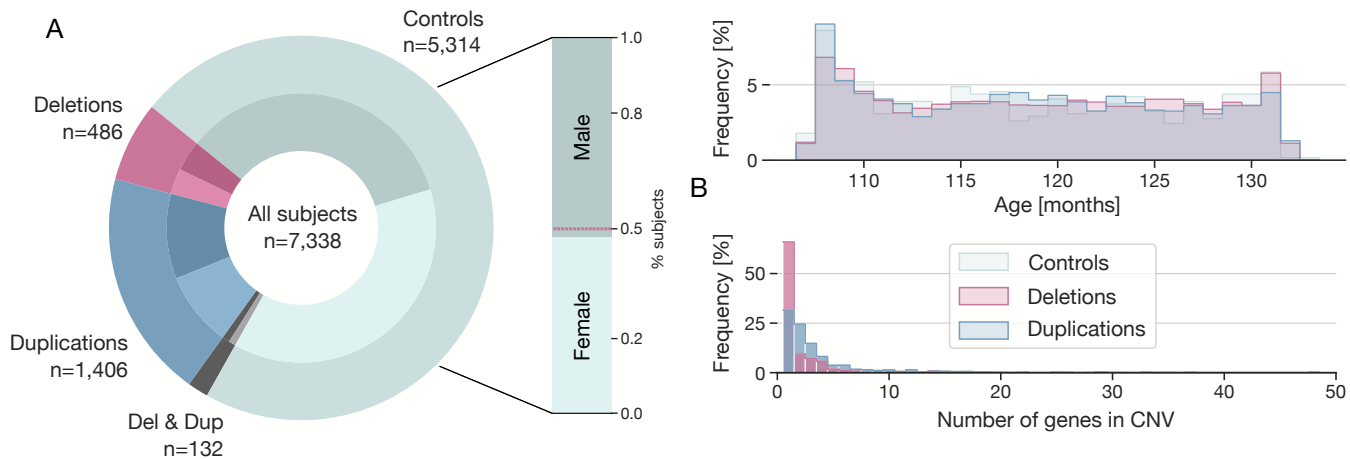 A
Controls
n=5,314
Deletions
n=486
All subjects
n=7,338
Duplications
n=1,406
Del & Dup
n=132
1.0
0.8
0.5
0.2
0.0
Male
Female
% subjects
Frequency [%]
5
0
110
115
120
125
130
Age [months]
B
Frequency [%]
50
25
0
Controls
Deletions
Duplications
0
10
20
30
40
50
Number of genes in CNV